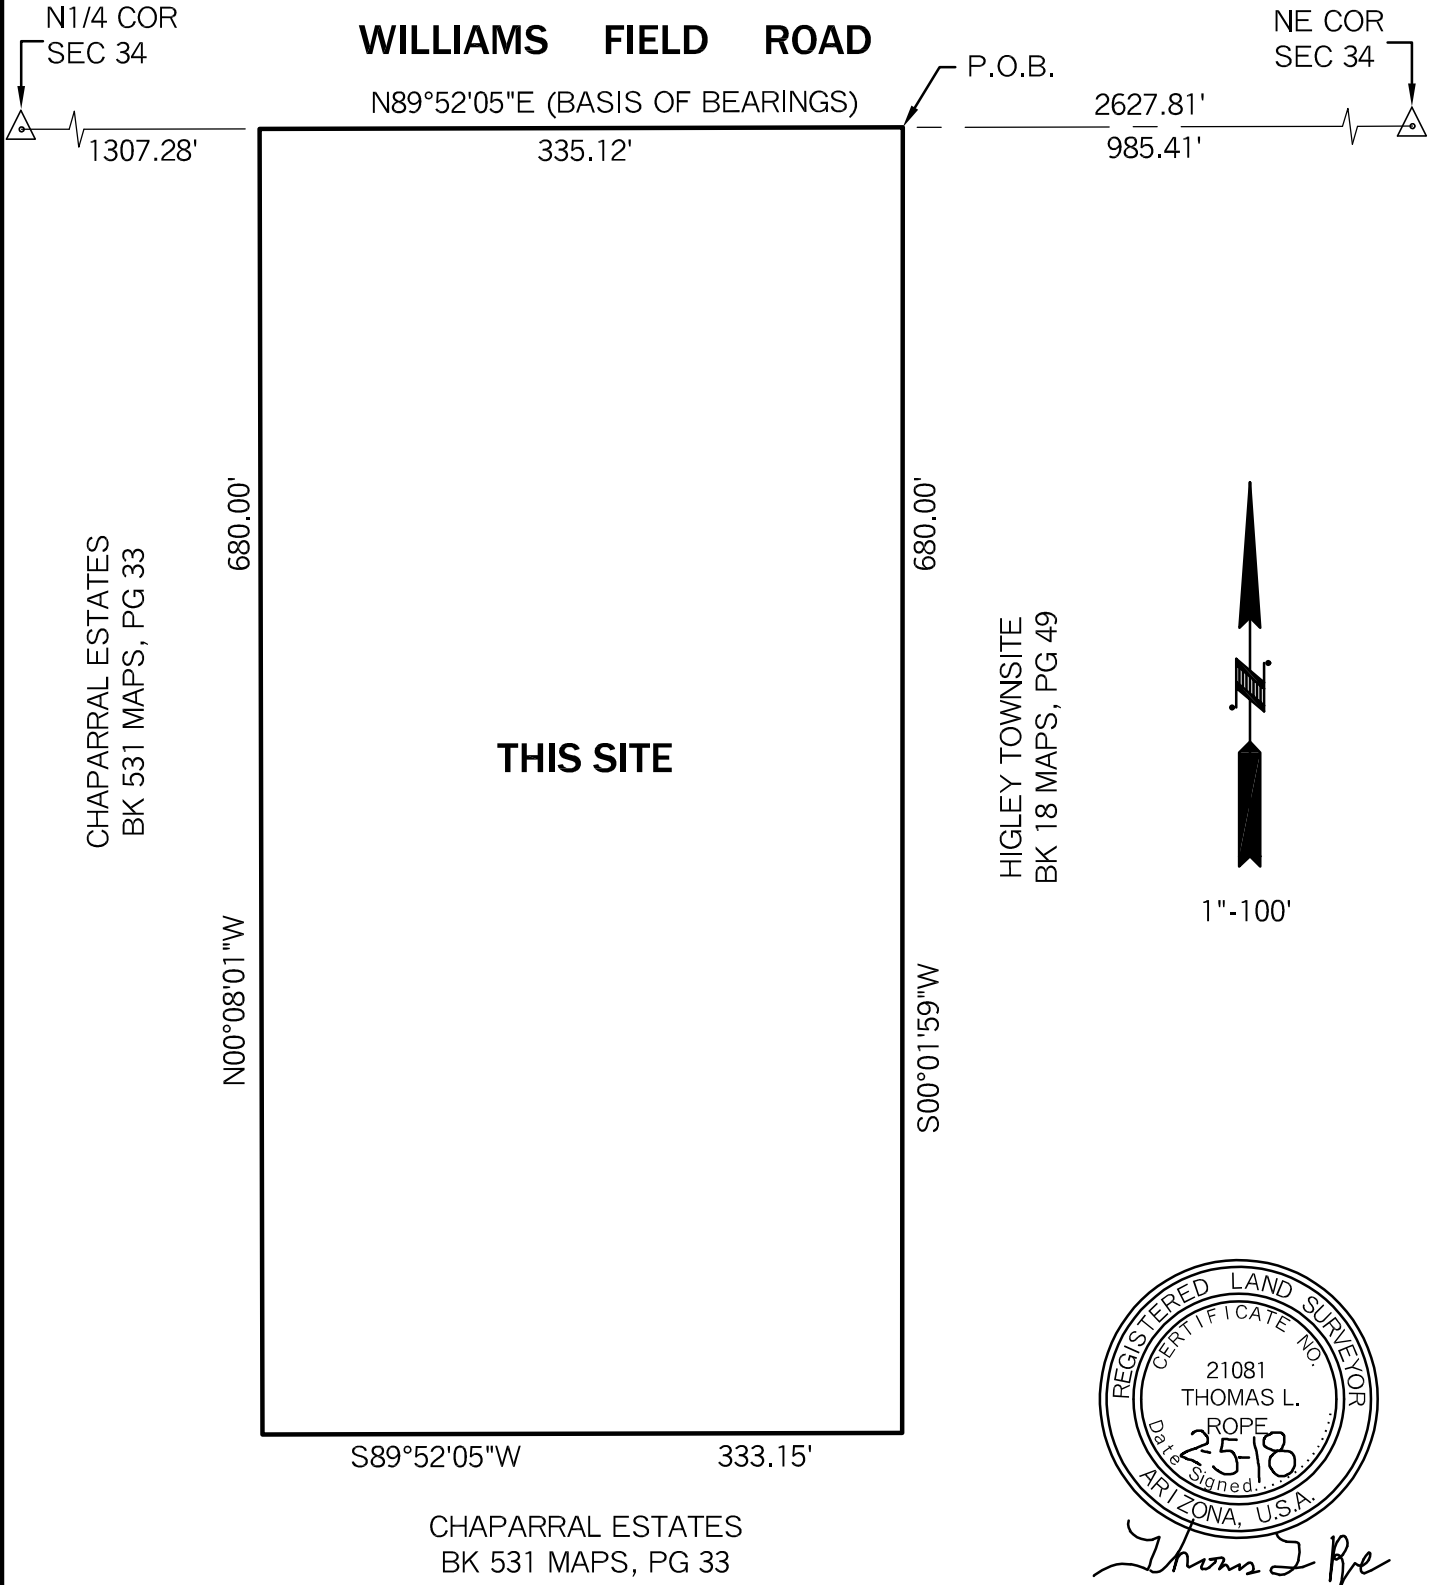 N1/4 COR
SEC 34
WILLIAMS FIELD ROAD
NE COR
SEC 34
P.O.B.
N89°52'05"E (BASIS OF BEARINGS)
2627.81'
1307.28'
335.12'
985.41'
680.00'
680.00'
CHAPARRAL ESTATES
BK 531 MAPS, PG 33
HIGLEY TOWNSITE
BK 18 MAPS, PG 49
THIS SITE
N
1"-100'
N00°08'01"W
S00°01'59"W
S89°52'05"W
333.15'
CHAPARRAL ESTATES
BK 531 MAPS, PG 33
REGISTERED LAND SURVEYOR
CERTIFICATE NO.
21081
THOMAS L.
ROPE
2-5-18
Date Signed
ARIZONA, U.S.A.